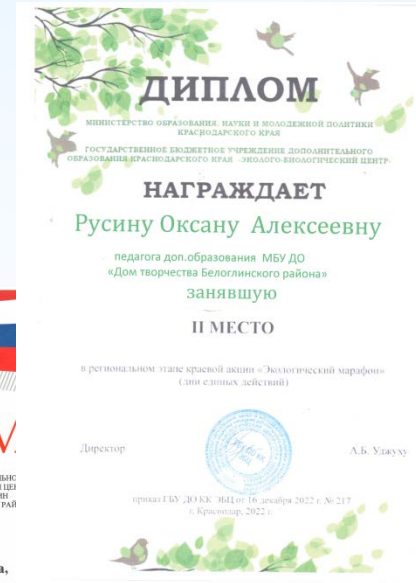 ДИПЛОМ
МИНИСТЕРСТВО ОБРАЗОВАНИЯ, НАУКИ И МОЛОДЕЖНОЙ ПОЛИТИКИ
КРАСНОДАРСКОГО КРАЯ
ГОСУДАРСТВЕННОЕ БЮДЖЕТНОЕ УЧРЕЖДЕНИЕ ДОПОЛНИТЕЛЬНОГО
ОБРАЗОВАНИЯ КРАСНОДАРСКОГО КРАЯ «ЭКОЛОГО-БИОЛОГИЧЕСКИЙ ЦЕНТР»
НАГРАЖДАЕТ
Русину Оксану Алексеевну
педагога доп.образования МБУ ДО
«Дом творчества Белоглинского района»
занявшую
II МЕСТО
в региональном этапе краевой акции «Экологический марафон»
(дни единых действий)
Директор
А.Б. Уджуху
приказ ГБУ ДО КК ЭБЦ от 16 декабря 2022 г. № 217
г. Краснодар, 2022 г.